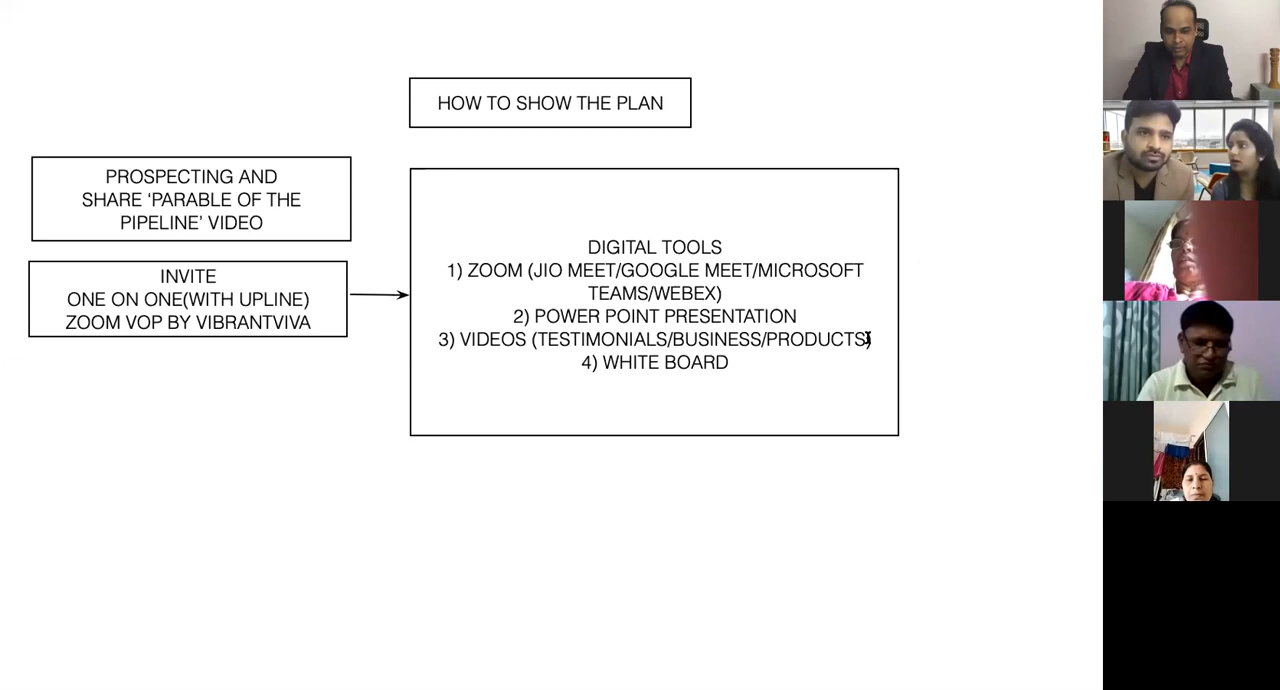 HOW TO SHOW THE PLAN
PROSPECTING AND
SHARE ‘PARABLE OF THE
PIPELINE’ VIDEO
INVITE
ONE ON ONE(WITH UPLINE)
ZOOM VOP BY VIBRANTVIVA
DIGITAL TOOLS
1) ZOOM (JIO MEET/GOOGLE MEET/MICROSOFT
TEAMS/WEBEX)
2) POWER POINT PRESENTATION
3) VIDEOS (TESTIMONIALS/BUSINESS/PRODUCTS)
4) WHITE BOARD